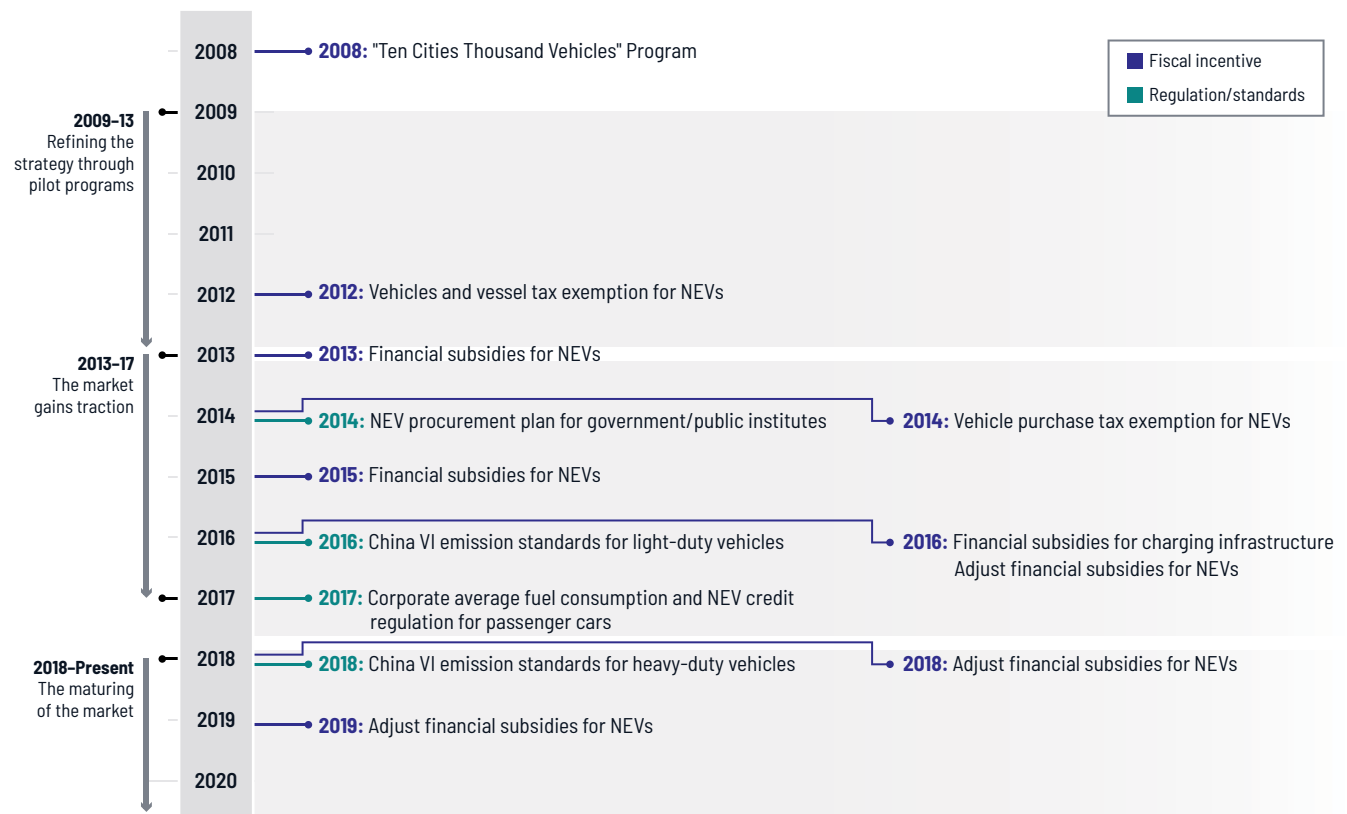 2008
2008: "Ten Cities Thousand Vehicles" Program
Fiscal incentive
Regulation/standards
2009
2009–13
Refining the
strategy through
pilot programs
2010
2011
2012
2012: Vehicles and vessel tax exemption for NEVs
2013
2013: Financial subsidies for NEVs
2013–17
The market
gains traction
2014
2014: NEV procurement plan for government/public institutes
2014: Vehicle purchase tax exemption for NEVs
2015
2015: Financial subsidies for NEVs
2016
2016: China VI emission standards for light-duty vehicles
2016: Financial subsidies for charging infrastructure
Adjust financial subsidies for NEVs
2017
2017: Corporate average fuel consumption and NEV credit
regulation for passenger cars
2018
2018: China VI emission standards for heavy-duty vehicles
2018: Adjust financial subsidies for NEVs
2018–Present
The maturing
of the market
2019
2019: Adjust financial subsidies for NEVs
2020